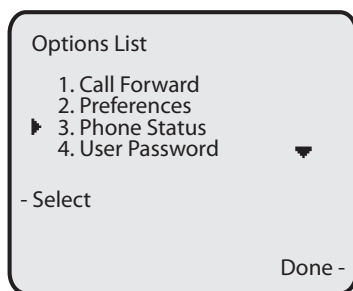 Options List
1. Call Forward
2. Preferences
3. Phone Status
4. User Password
- Select
Done -